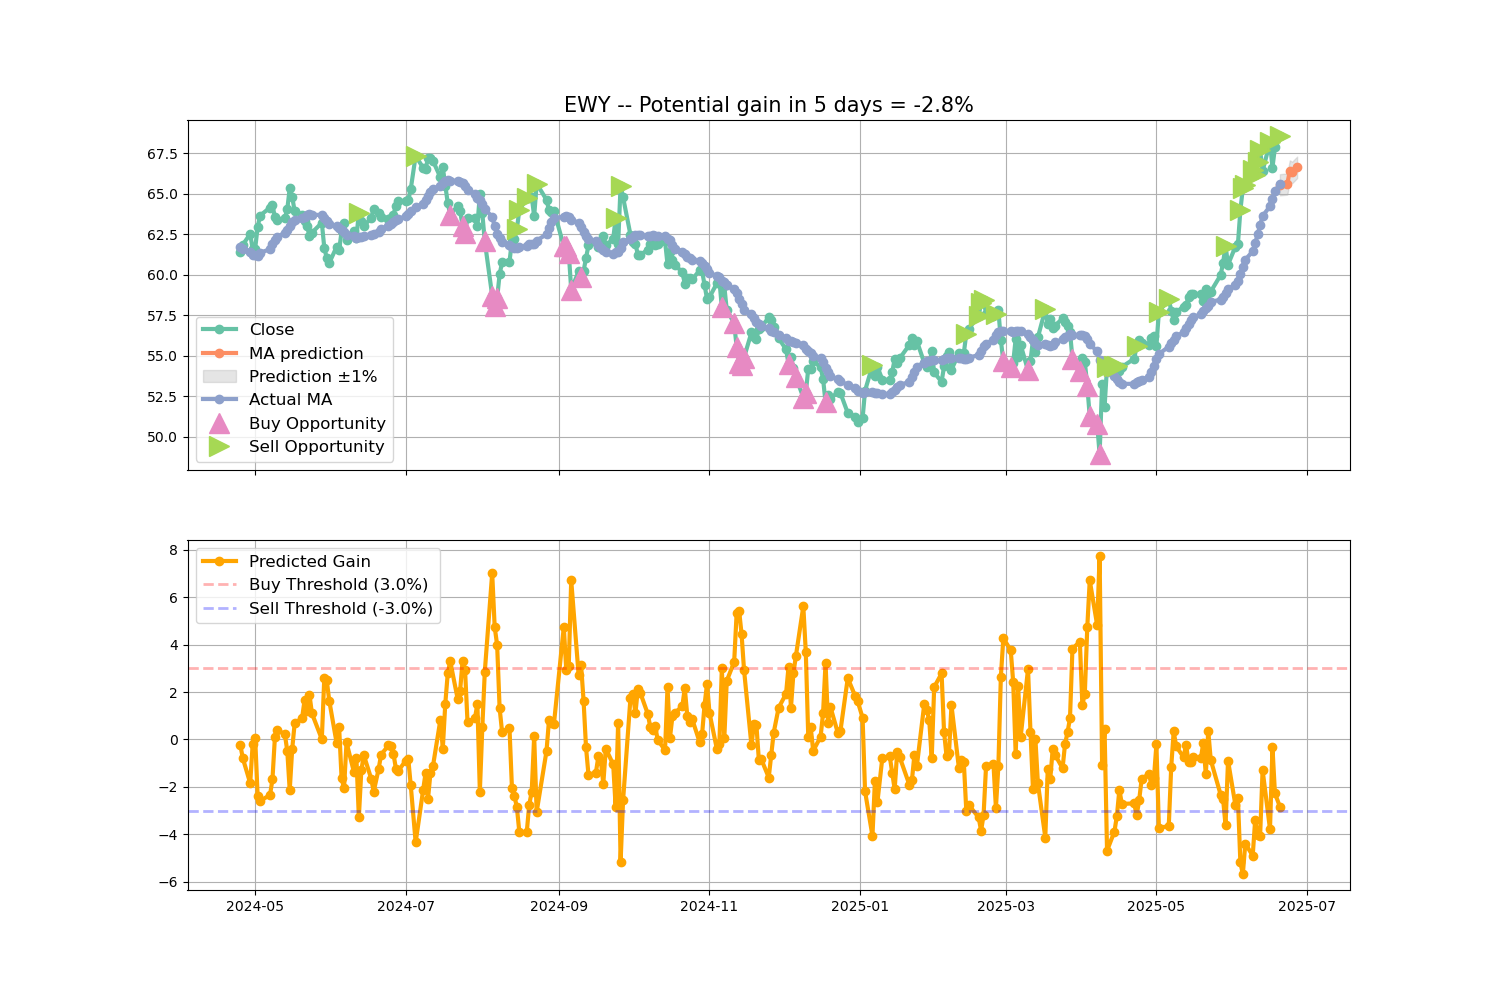 EWY -- Potential gain in 5 days = -2.8%
67.5
65.0
62.5
60.0
57.5
55.0
52.5
50.0
Close
MA prediction
Prediction ±1%
Actual MA
Buy Opportunity
Sell Opportunity
8
6
4
2
0
−2
−4
−6
Predicted Gain
Buy Threshold (3.0%)
Sell Threshold (-3.0%)
2024-05 2024-07 2024-09 2024-11 2025-01 2025-03 2025-05 2025-07